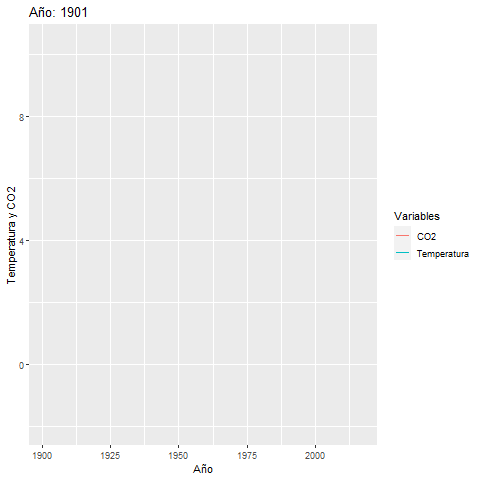 Año: 1901
Temperatura y CO2
8
4
0
1900 1925 1950 1975 2000
Año
Variables
CO2
Temperatura